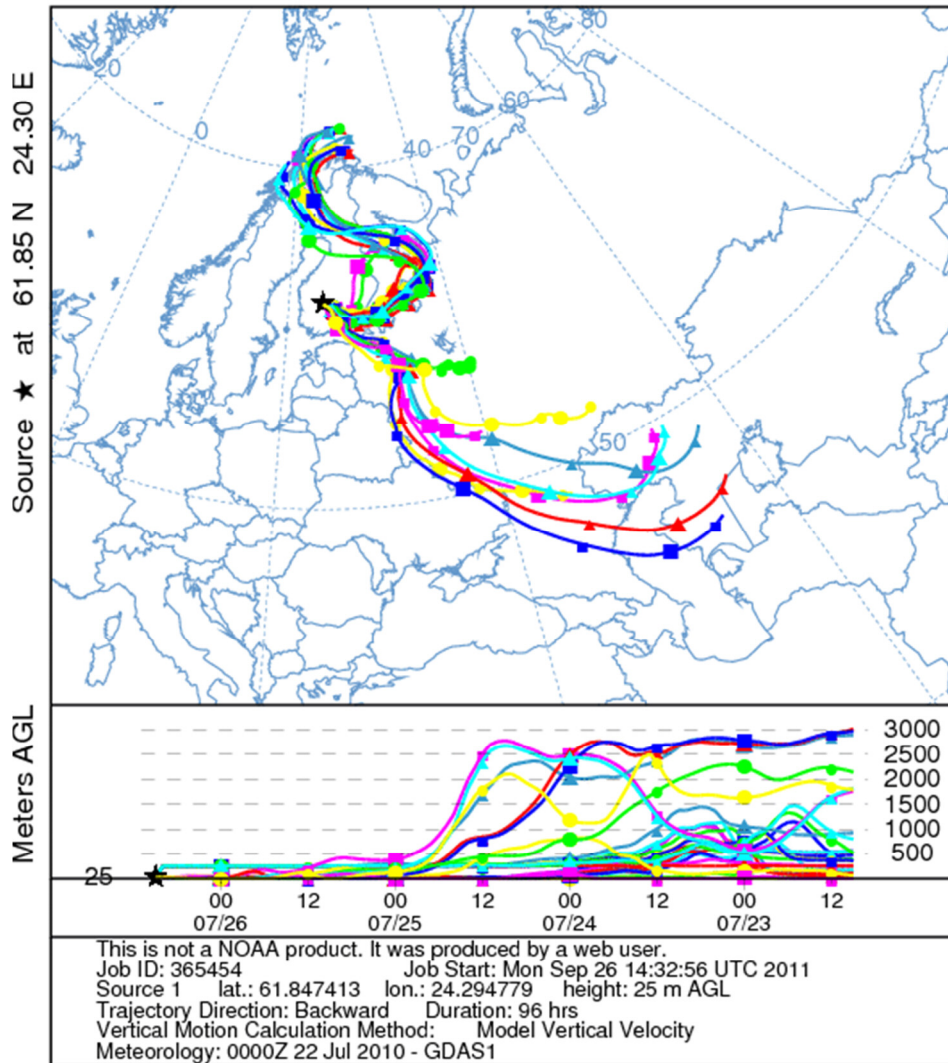 Source ★ at 61.85 N 24.30 E
80
20
60
0
70
40
50
Meters AGL
3000
2500
2000
1500
1000
500
25
00 12 00 12 00 12 00 12
07/26 07/25 07/24 07/23
This is not a NOAA product. It was produced by a web user.
Job ID: 365454 Job Start: Mon Sep 26 14:32:56 UTC 2011
Source 1 lat.: 61.847413 lon.: 24.294779 height: 25 m AGL
Trajectory Direction: Backward Duration: 96 hrs
Vertical Motion Calculation Method: Model Vertical Velocity
Meteorology: 0000Z 22 Jul 2010 - GDAS1